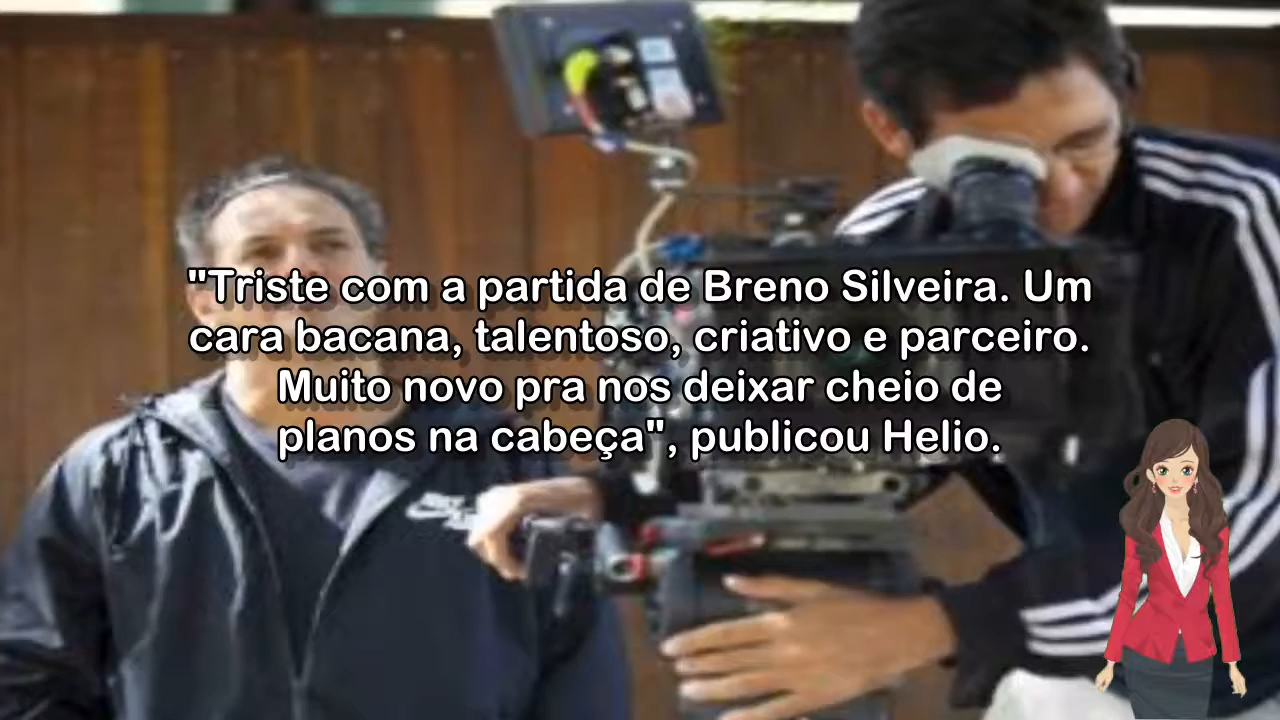 "Triste com a partida de Breno Silveira. Um
cara bacana, talentoso, criativo e parceiro.
Muito novo pra nos deixar cheio de
planos na cabeça", publicou Helio.